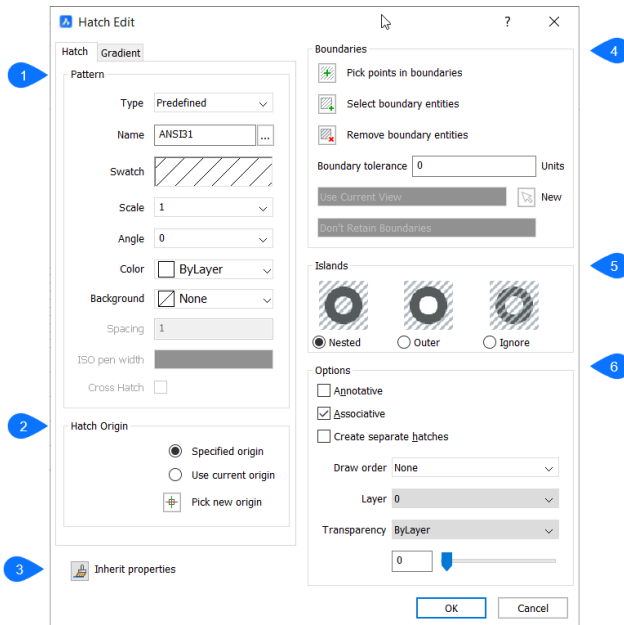 Hatch Edit
?
Hatch
Gradient
1
Pattern
Type
Predefined
Name
ANSI31
...
Swatch
Scale
1
Angle
0
Color
ByLayer
Background
None
Spacing
1
ISO pen width
Cross Hatch
2
Hatch Origin
Specified origin
Use current origin
Pick new origin
3
Inherit properties
4
Boundaries
Pick points in boundaries
Select boundary entities
Remove boundary entities
Boundary tolerance
0
Units
Use Current View
New
Don't Retain Boundaries
5
Islands
Nested
Outer
Ignore
6
Options
Annotative
Associative
Create separate hatches
Draw order
None
Layer
0
Transparency
ByLayer
0
OK
Cancel